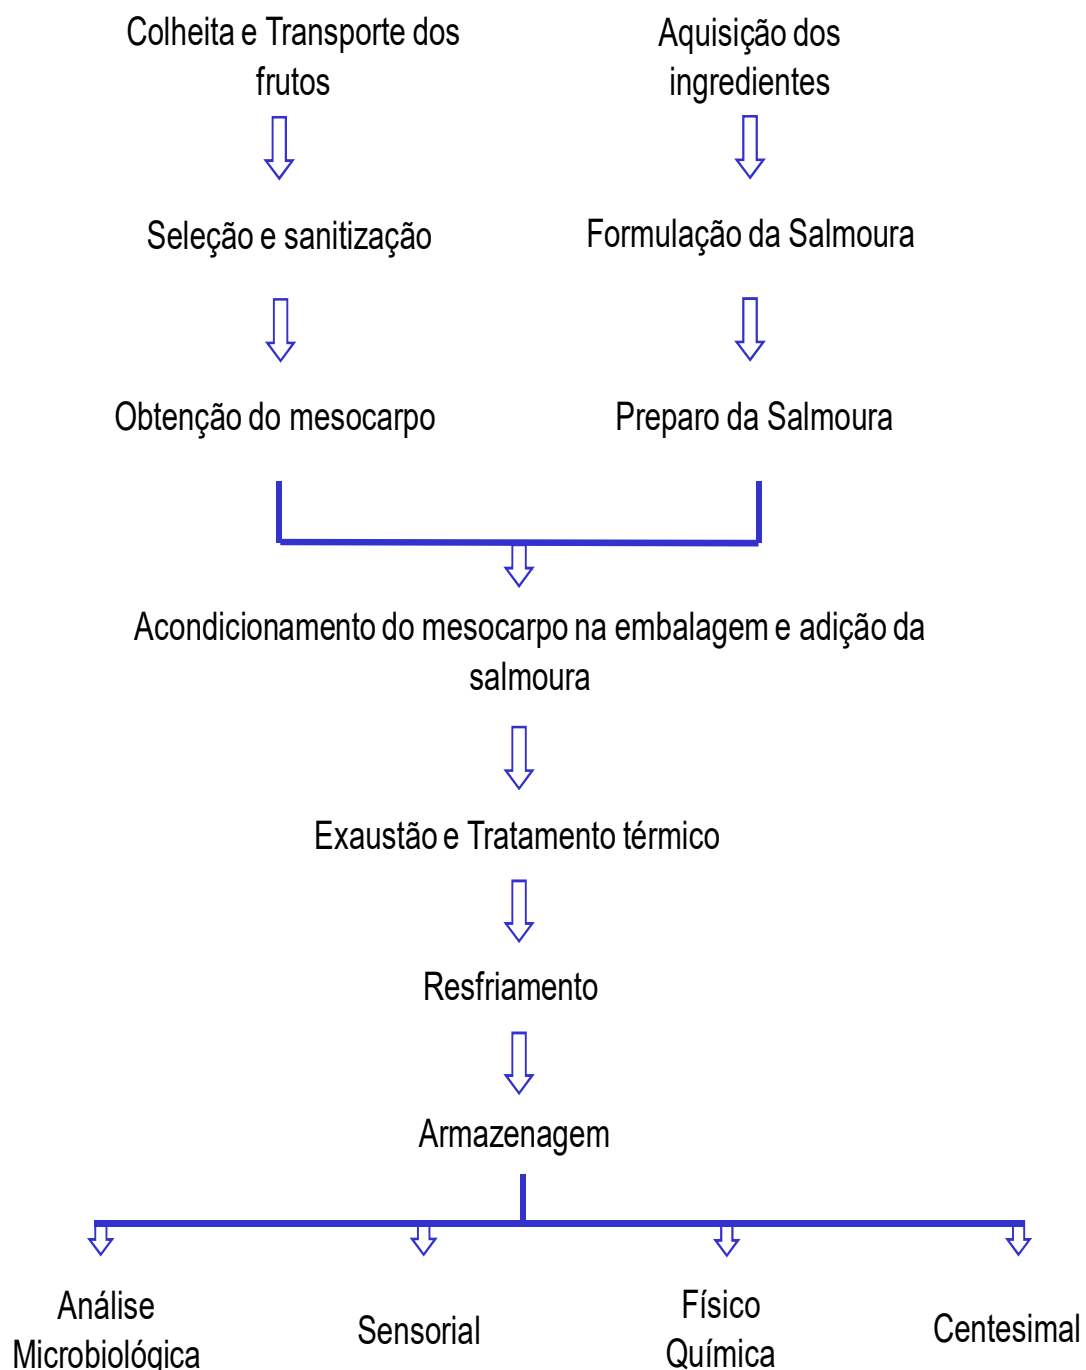 Colheita e Transporte dos
frutos
Aquisição dos
ingredientes
Seleção e sanitização
Formulação da Salmoura
Obtenção do mesocarpo
Preparo da Salmoura
Acondicionamento do mesocarpo na embalagem e adição da
salmoura
Exaustão e Tratamento térmico
Resfriamento
Armazenagem
Análise
Microbiológica
Sensorial
Físico
Química
Centesimal